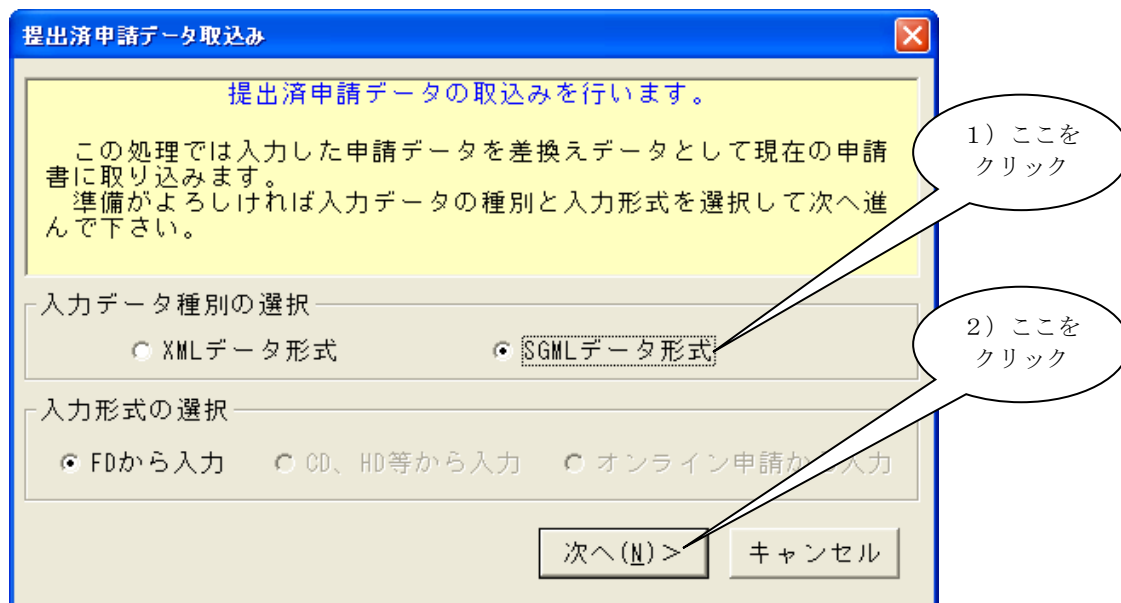 提出済申請データ取込み
提出済申請データの取込みを行います。
この処理では入力した申請データを差換えデータとして現在の申請
書に取り込みます。
準備がよろしければ入力データの種別と入力形式を選択して次へ進
んで下さい。
1）ここを
クリック
入力データ種別の選択
XMLデータ形式
SGMLデータ形式
2）ここを
クリック
入力形式の選択
FDから入力
CD、HD等から入力
オンライン申請から入力
次へ(N)>
キャンセル